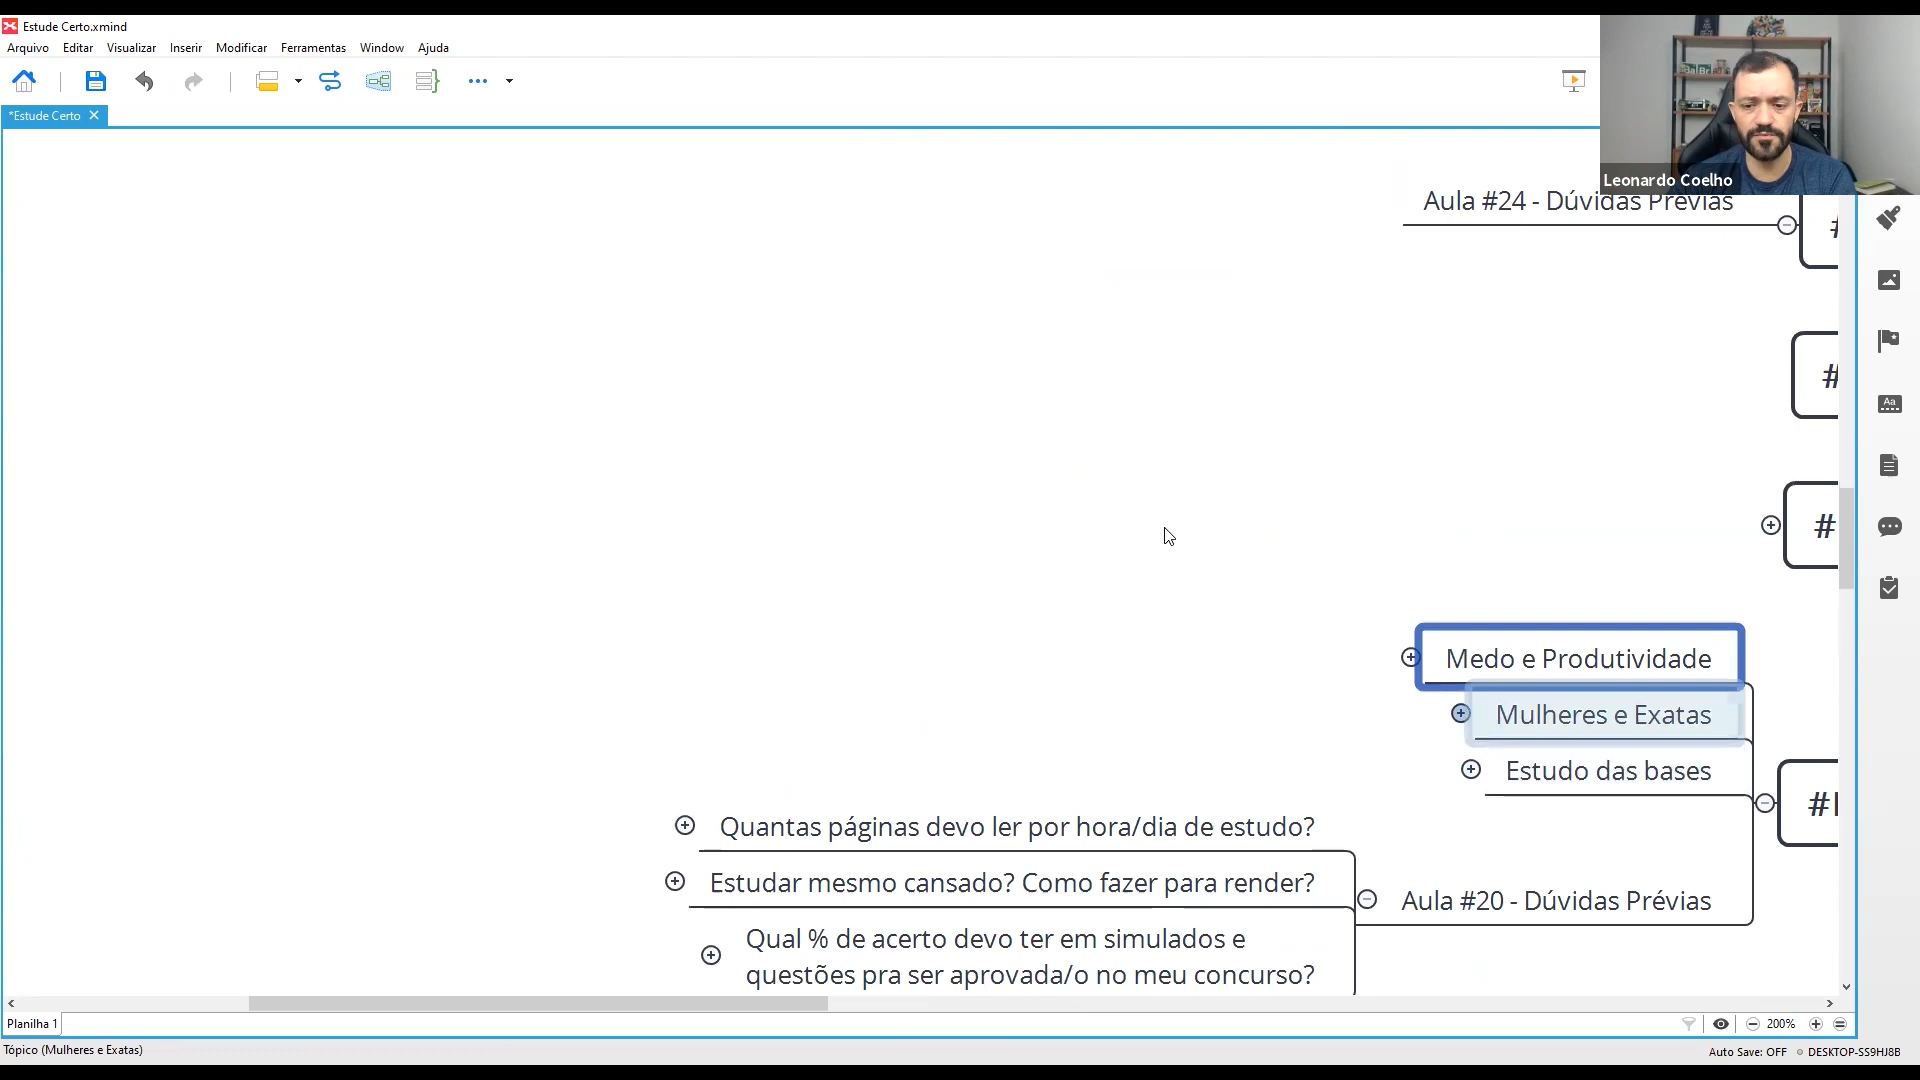 Estude Certo.xmind
Arquivo Editar Visualizar Inserir Modificar Ferramentas Window Ajuda
*Estude Certo
Leonardo Coelho
Aula #24 - Dúvidas Prévias
#
#
#
Medo e Produtividade
Mulheres e Exatas
Estudo das bases
#
Quantas páginas devo ler por hora/dia de estudo?
Estudar mesmo cansado? Como fazer para render?
Aula #20 - Dúvidas Prévias
Qual % de acerto devo ter em simulados e
questões pra ser aprovada/o no meu concurso?
Planilha 1
200%
Tópico (Mulheres e Exatas)
Auto Save: OFF
DESKTOP-SS9HJ8B